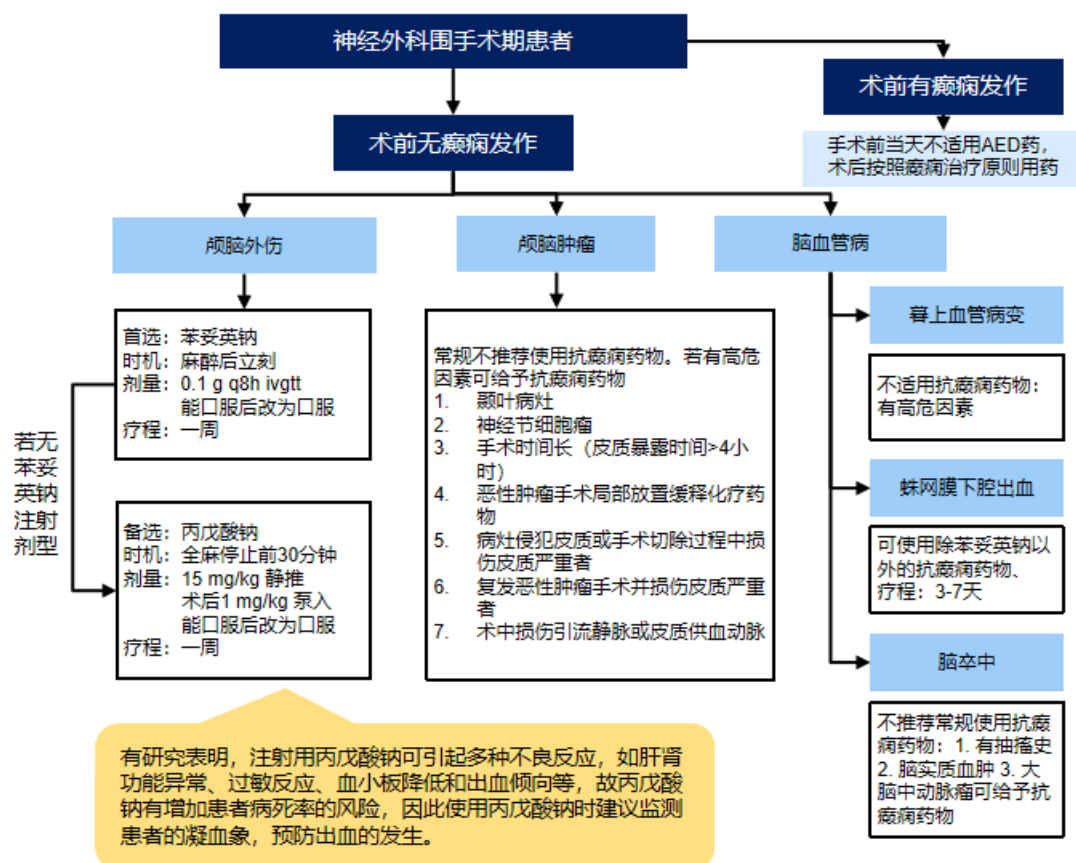 神经外科围手术期患者
术前有癫痫发作
手术前当天不适用AED药，
术后按照癫痫治疗原则用药
术前无癫痫发作
颅脑外伤
颅脑肿瘤
脑血管病
首选：苯妥英钠
时机：麻醉后立刻
剂量：0.1 g q8h ivgtt
能口服后改为口服
疗程：一周
若无
苯妥
英钠
注射
剂型
备选：丙戊酸钠
时机：全麻停止前30分钟
剂量：15 mg/kg 静推
术后1 mg/kg 泵入
能口服后改为口服
疗程：一周
常规不推荐使用抗癫痫药物。若有高危
因素可给予抗癫痫药物
1. 颞叶病灶
2. 神经节细胞瘤
3. 手术时间长（皮质暴露时间>4小
时）
4. 恶性肿瘤手术局部放置缓释化疗药
物
5. 病灶侵犯皮质或手术切除过程中损
伤皮质严重者
6. 复发恶性肿瘤手术并损伤皮质严重
者
7. 术中损伤引流静脉或皮质供血动脉
幕上血管病变
不适用抗癫痫药物：
有高危因素
蛛网膜下腔出血
可使用除苯妥英钠以
外的抗癫痫药物、
疗程：3-7天
脑卒中
不推荐常规使用抗癫
痫药物：1. 有抽搐史
2. 脑实质血肿 3. 大
脑中动脉瘤可给予抗
癫痫药物
有研究表明，注射用丙戊酸钠可引起多种不良反应，如肝肾
功能异常、过敏反应、血小板降低和出血倾向等，故丙戊酸
钠有增加患者病死率的风险，因此使用丙戊酸钠时建议监测
患者的凝血象，预防出血的发生。